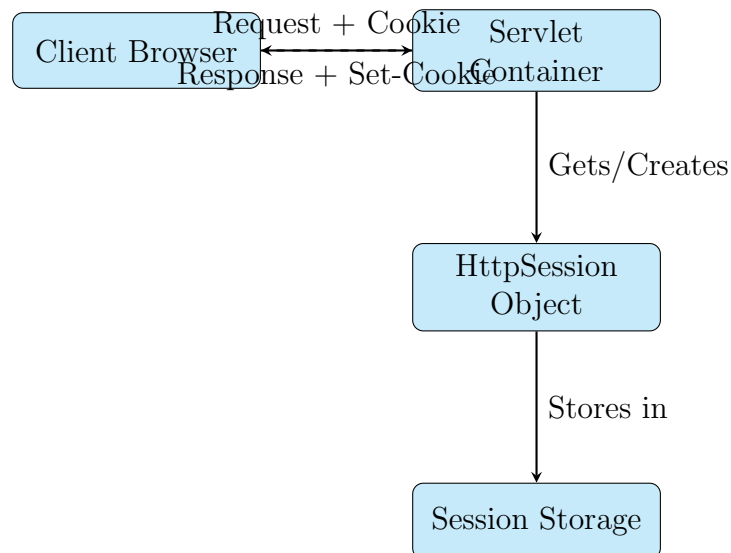 Request + Cookie
Client Browser
Servlet
Container
Response + Set-Cookie
Gets/Creates
HttpSession
Object
Stores in
Session Storage